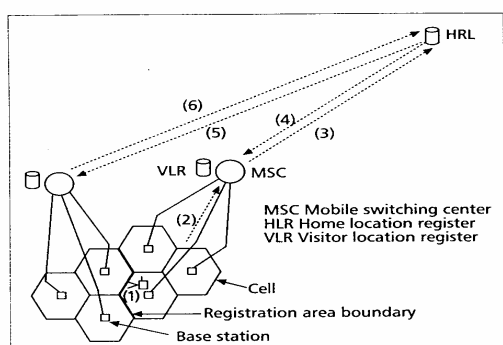 HRL
(6)
(5)
(4)
(3)
VLR
MSC
(2)
MSC Mobile switching center
HLR Home location register
VLR Visitor location register
(1)
Cell
Registration area boundary
Base station